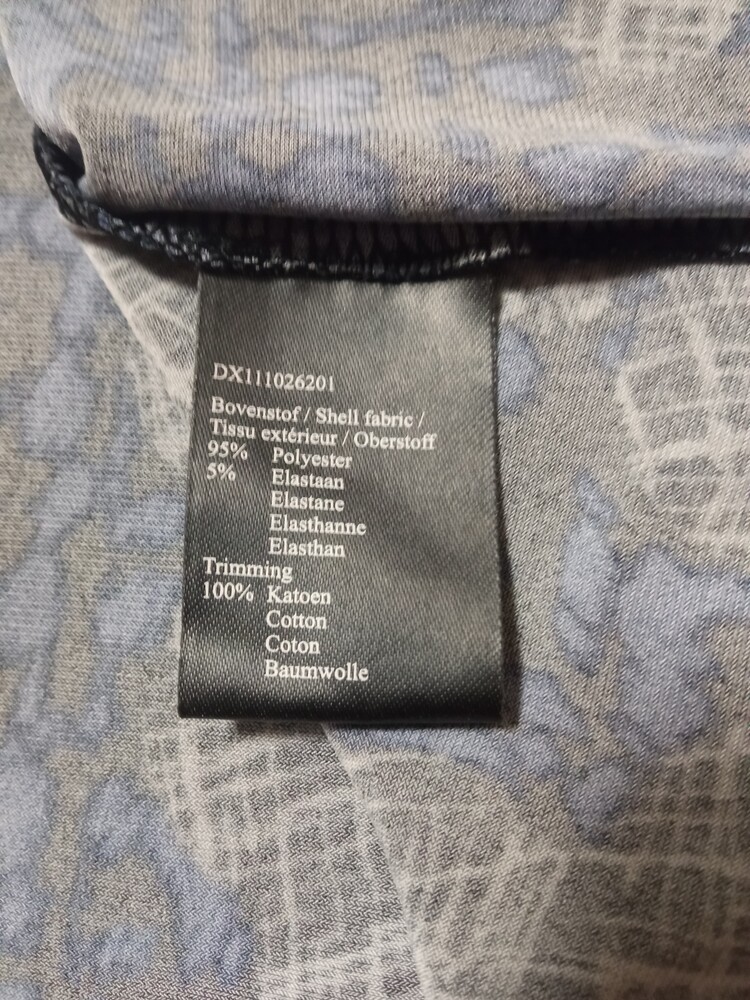 DX111026201
Bovenstof / Shell fabric /
Tissu extérieur / Oberstoff
95% Polyester
5% Elastaan
Elastane
Elasthanne
Elasthan
Trimming
100% Katoen
Cotton
Coton
Baumwolle